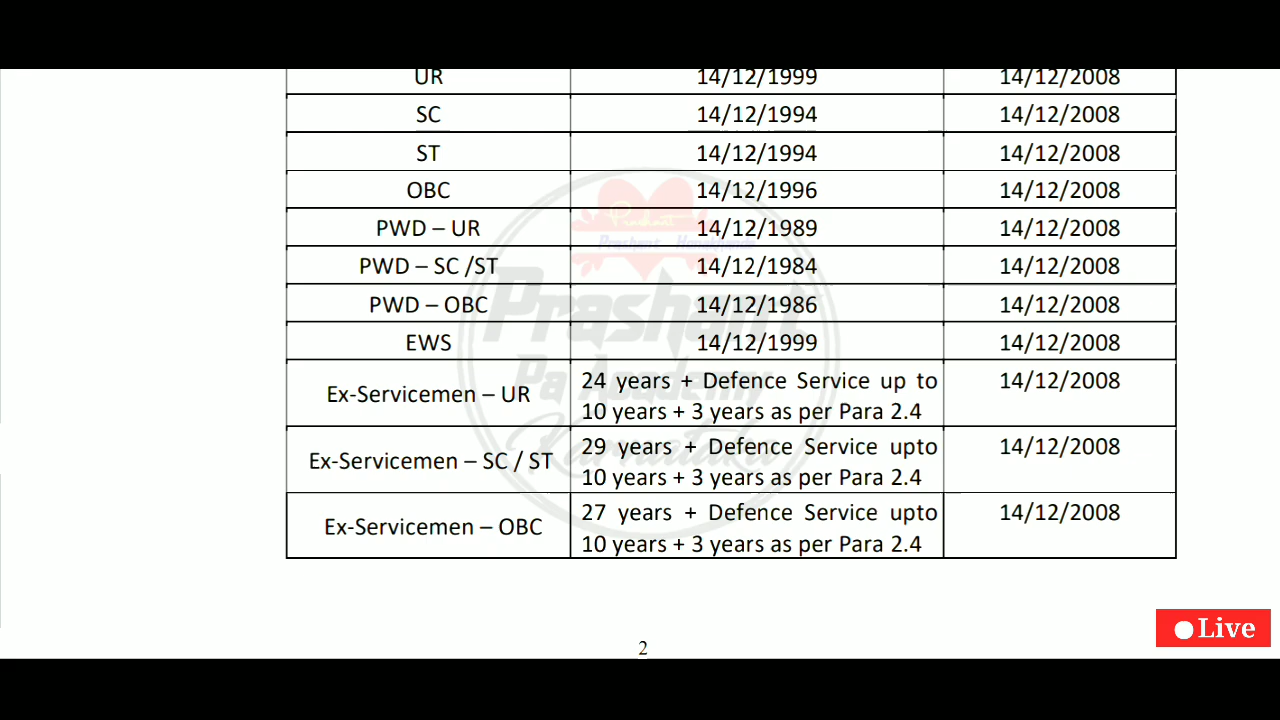 UR 14/12/1999 14/12/2008
SC 14/12/1994 14/12/2008
ST 14/12/1994 14/12/2008
OBC 14/12/1996 14/12/2008
Prashant
PWD – UR 14/12/1989 14/12/2008
PWD – SC /ST 14/12/1984 14/12/2008
Prashant
PWD – OBC 14/12/1986 14/12/2008
EWS 14/12/1999 14/12/2008
Pa Academy
Ex-Servicemen – UR 24 years + Defence Service up to 14/12/2008
10 years + 3 years as per Para 2.4
Karnataka
Ex-Servicemen – SC / ST 29 years + Defence Service upto 14/12/2008
10 years + 3 years as per Para 2.4
Ex-Servicemen – OBC 27 years + Defence Service upto 14/12/2008
10 years + 3 years as per Para 2.4
Live
2